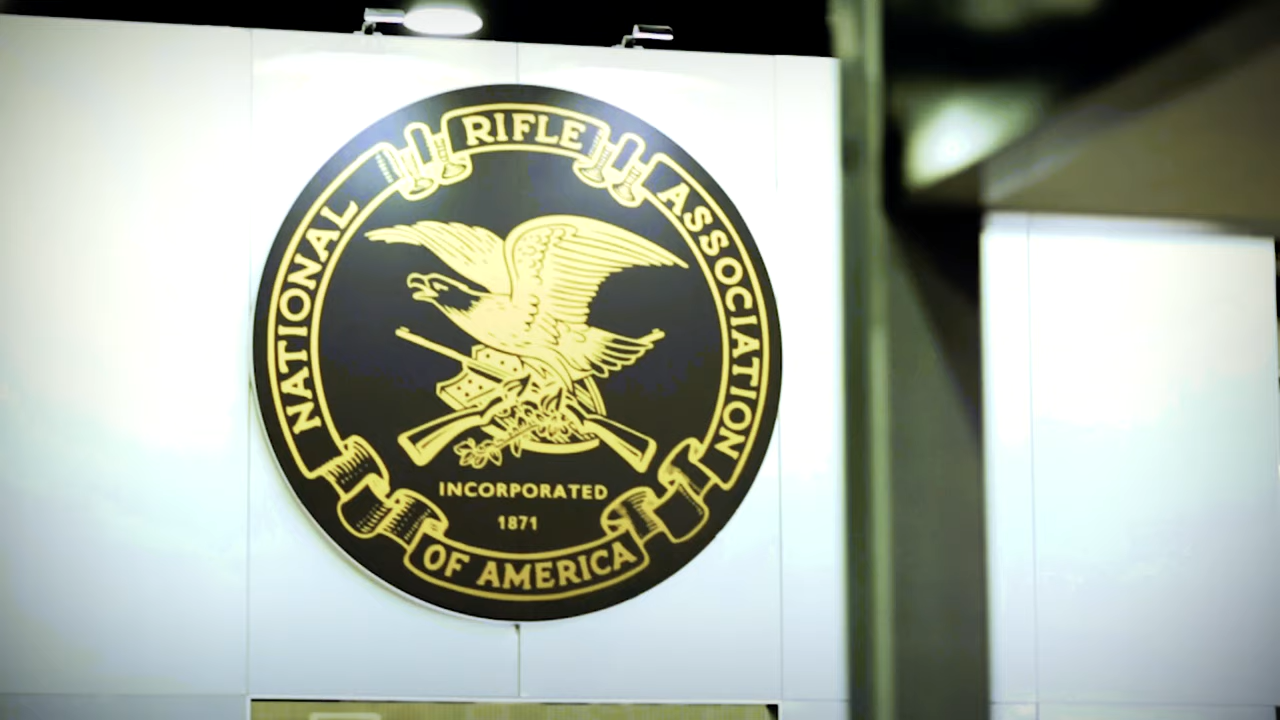 NATIONAL
RIFLE
ASSOCIATION
INCORPORATED
1871
OF AMERICA